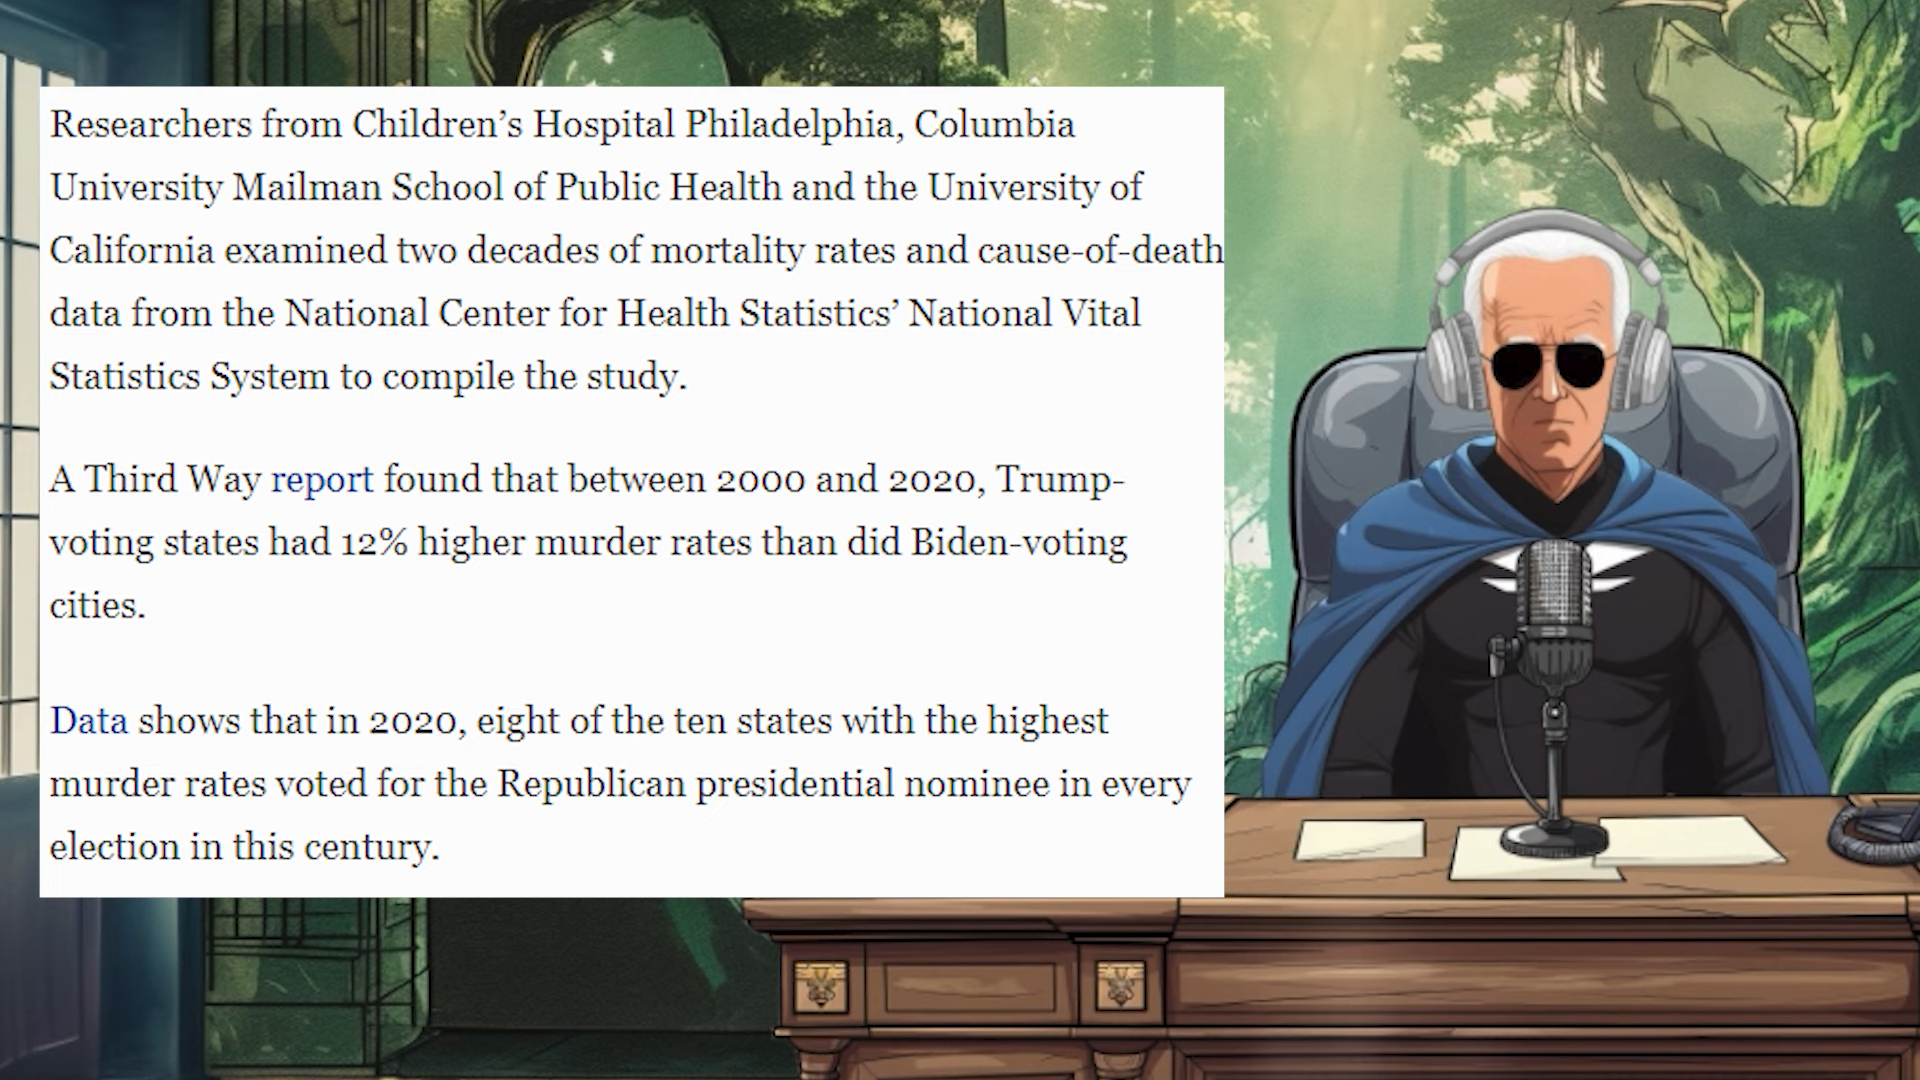 Researchers from Children’s Hospital Philadelphia, Columbia
University Mailman School of Public Health and the University of
California examined two decades of mortality rates and cause-of-death
data from the National Center for Health Statistics’ National Vital
Statistics System to compile the study.
A Third Way report found that between 2000 and 2020, Trump-
voting states had 12% higher murder rates than did Biden-voting
cities.
Data shows that in 2020, eight of the ten states with the highest
murder rates voted for the Republican presidential nominee in every
election in this century.